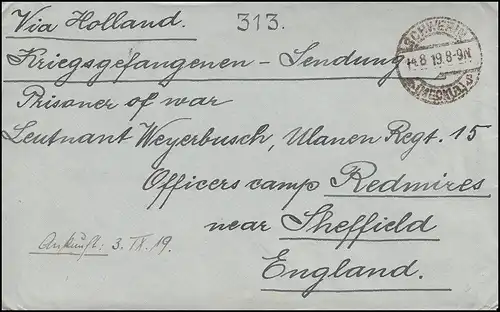 Via Holland.
313.
SCHWERIN
14.8.19.8-9N
(MECKLB)
Kriegsgefangenen - Sendung
Prisoner of war
Leutnant Weyerbusch, Ulanen Regt. 15
Officers camp Redmires
near Sheffield
England.
Ankunft: 3. IX. 19.